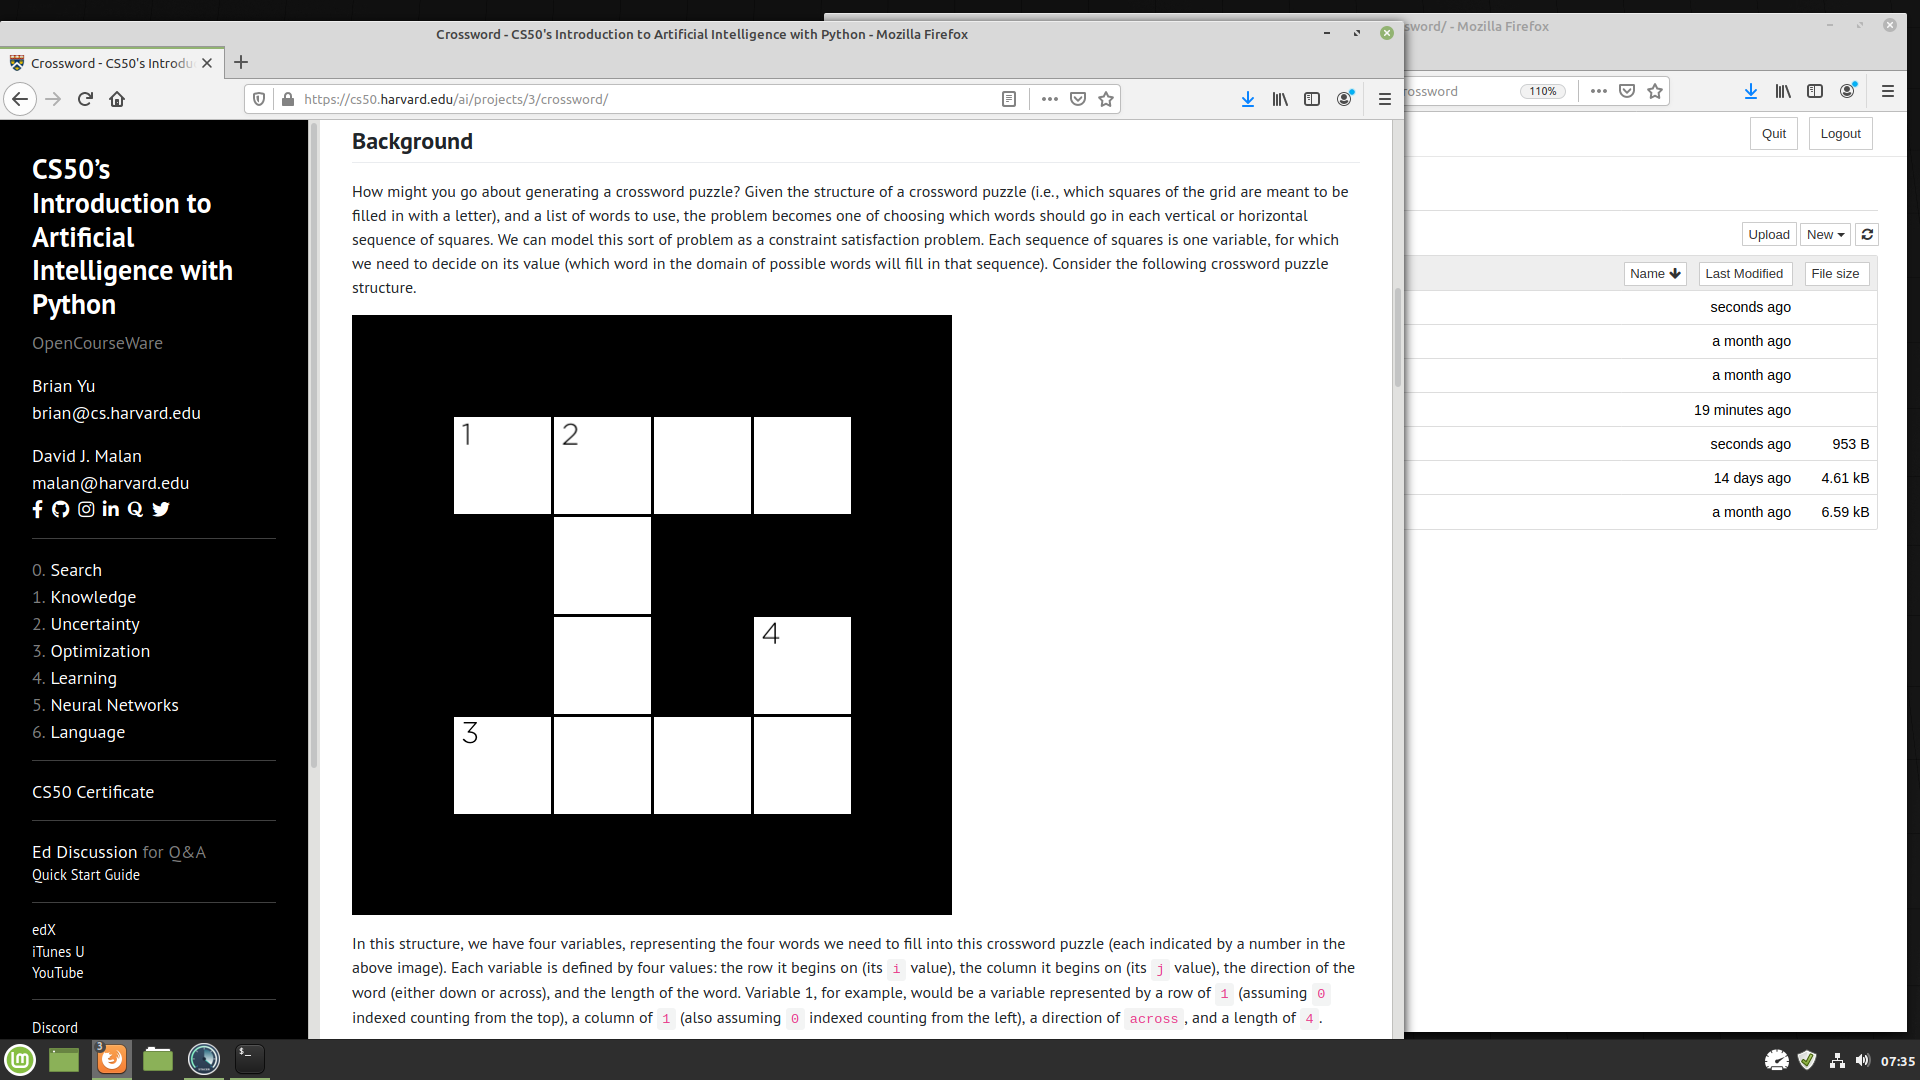 Crossword - CS50's Introduction to Artificial Intelligence with Python - Mozilla Firefox
sword/ - Mozilla Firefox
Crossword - CS50's Introdu
https://cs50.harvard.edu/ai/projects/3/crossword/
rossword
110%
Quit
Logout
Upload
New
Name
Last Modified
File size
seconds ago
a month ago
a month ago
19 minutes ago
seconds ago 953 B
14 days ago 4.61 kB
a month ago 6.59 kB
CS50’s
Introduction to
Artificial
Intelligence with
Python
OpenCourseWare
Brian Yu
brian@cs.harvard.edu
David J. Malan
malan@harvard.edu
0. Search
1. Knowledge
2. Uncertainty
3. Optimization
4. Learning
5. Neural Networks
6. Language
CS50 Certificate
Ed Discussion for Q&A
Quick Start Guide
edX
iTunes U
YouTube
Discord
Background
How might you go about generating a crossword puzzle? Given the structure of a crossword puzzle (i.e., which squares of the grid are meant to be
filled in with a letter), and a list of words to use, the problem becomes one of choosing which words should go in each vertical or horizontal
sequence of squares. We can model this sort of problem as a constraint satisfaction problem. Each sequence of squares is one variable, for which
we need to decide on its value (which word in the domain of possible words will fill in that sequence). Consider the following crossword puzzle
structure.
1 2
4
3
In this structure, we have four variables, representing the four words we need to fill into this crossword puzzle (each indicated by a number in the
above image). Each variable is defined by four values: the row it begins on (its i value), the column it begins on (its j value), the direction of the
word (either down or across), and the length of the word. Variable 1, for example, would be a variable represented by a row of 1 (assuming 0
indexed counting from the top), a column of 1 (also assuming 0 indexed counting from the left), a direction of across, and a length of 4.
3
$_
07:35